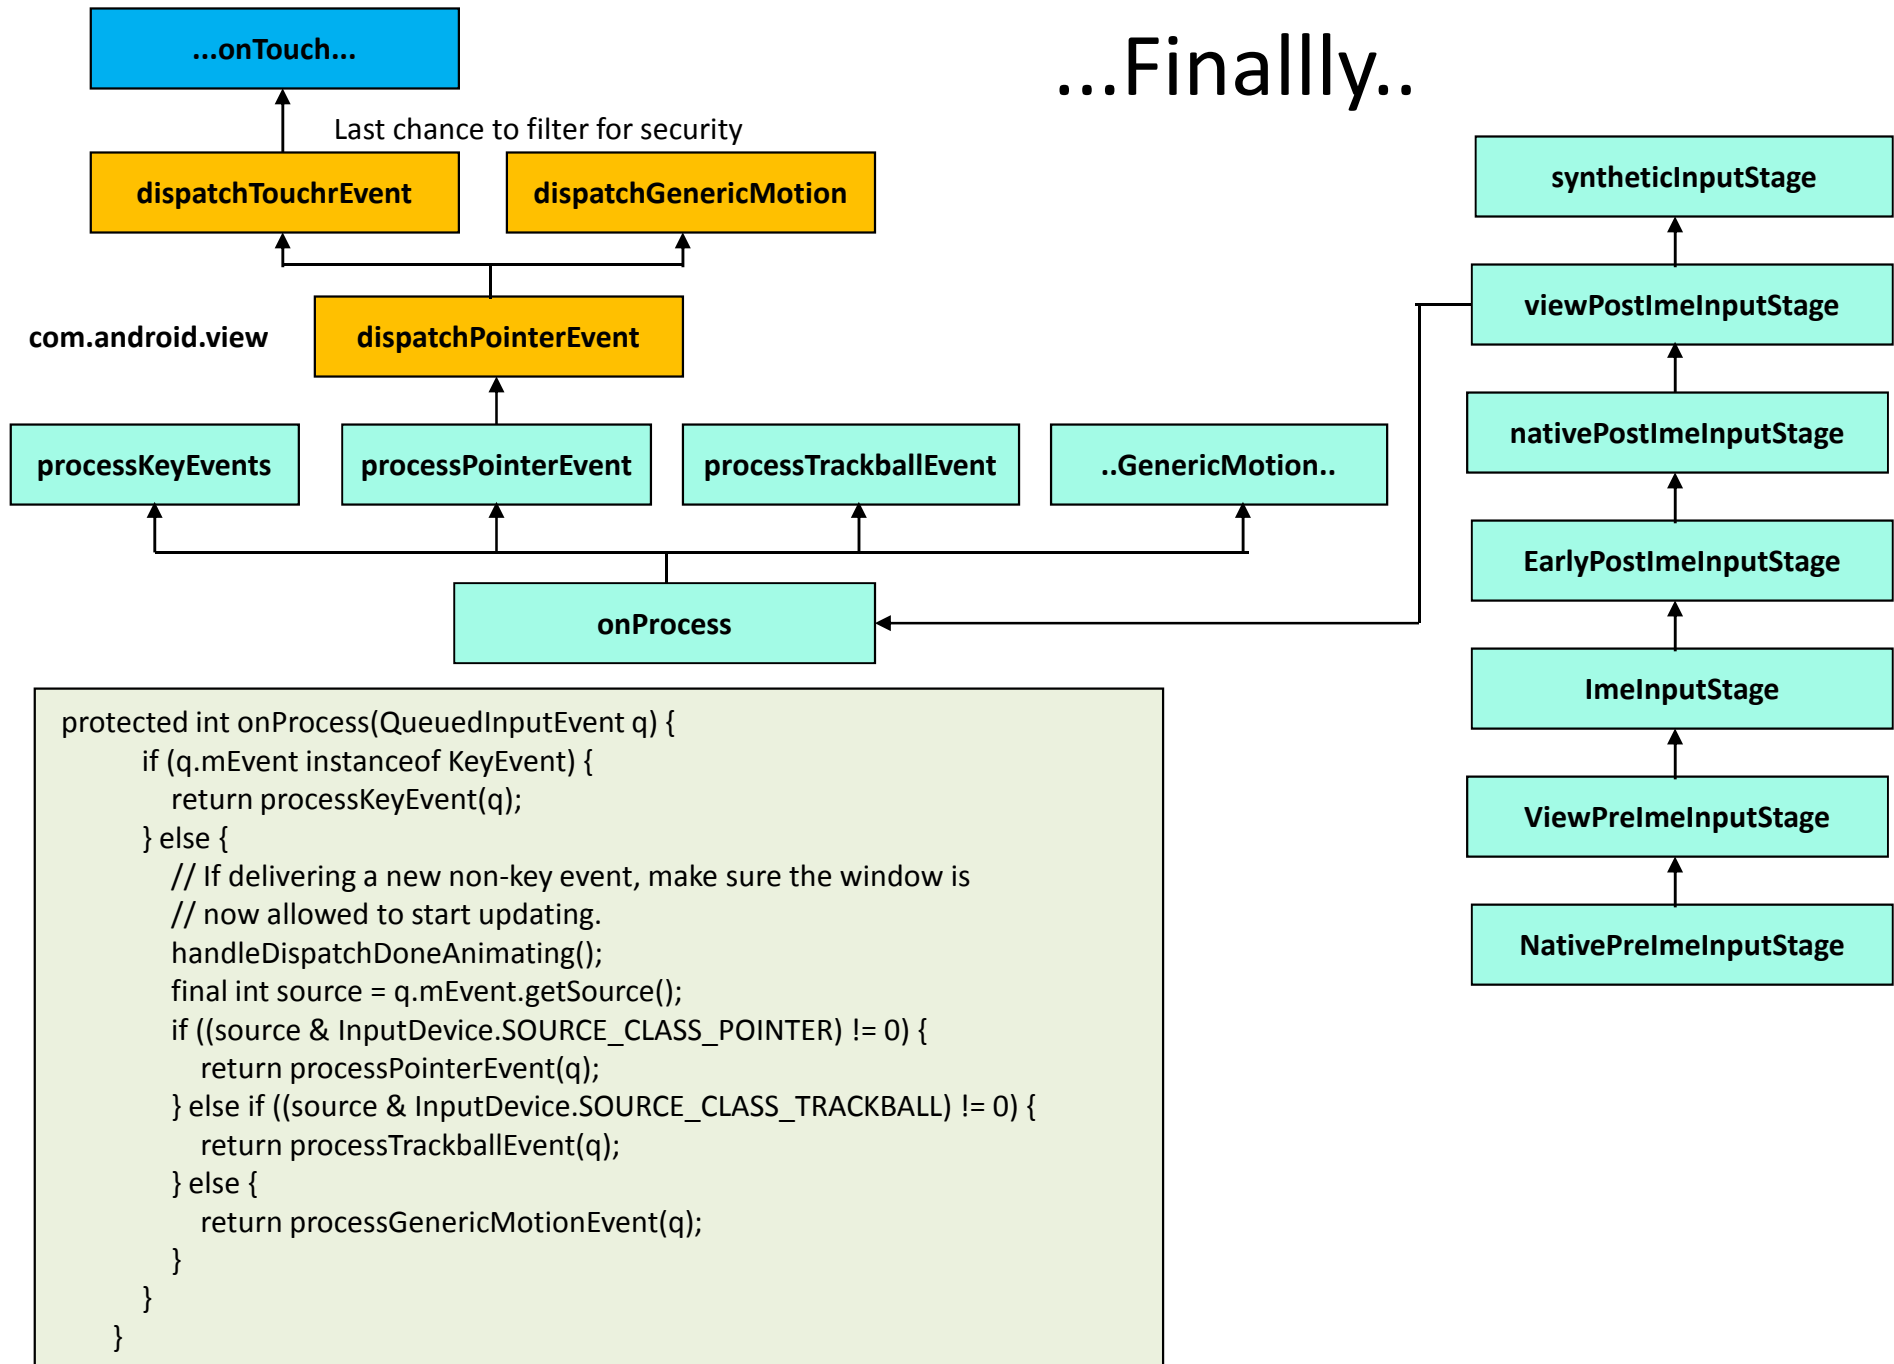 ...Finallly..
...onTouch...
Last chance to filter for security
dispatchTouchrEvent
dispatchGenericMotion
com.android.view
dispatchPointerEvent
processKeyEvents
processPointerEvent
processTrackballEvent
..GenericMotion..
onProcess
syntheticInputStage
viewPostImeInputStage
nativePostImeInputStage
EarlyPostImeInputStage
ImeInputStage
ViewPreImeInputStage
NativePreImeInputStage
protected int onProcess(QueuedInputEvent q) {
if (q.mEvent instanceof KeyEvent) {
return processKeyEvent(q);
} else {
// If delivering a new non-key event, make sure the window is
// now allowed to start updating.
handleDispatchDoneAnimating();
final int source = q.mEvent.getSource();
if ((source & InputDevice.SOURCE_CLASS_POINTER) != 0) {
return processPointerEvent(q);
} else if ((source & InputDevice.SOURCE_CLASS_TRACKBALL) != 0) {
return processTrackballEvent(q);
} else {
return processGenericMotionEvent(q);
}
}
}